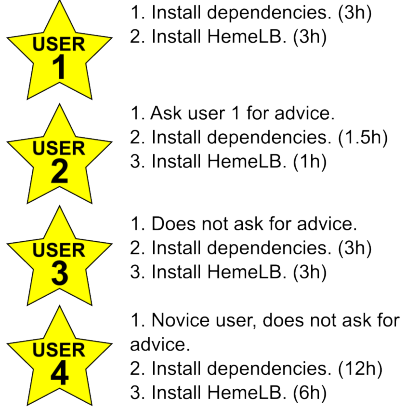 USER
1
1. Install dependencies. (3h)
2. Install HemeLB. (3h)
USER
2
1. Ask user 1 for advice.
2. Install dependencies. (1.5h)
3. Install HemeLB. (1h)
USER
3
1. Does not ask for advice.
2. Install dependencies. (3h)
3. Install HemeLB. (3h)
USER
4
1. Novice user, does not ask for
advice.
2. Install dependencies. (12h)
3. Install HemeLB. (6h)